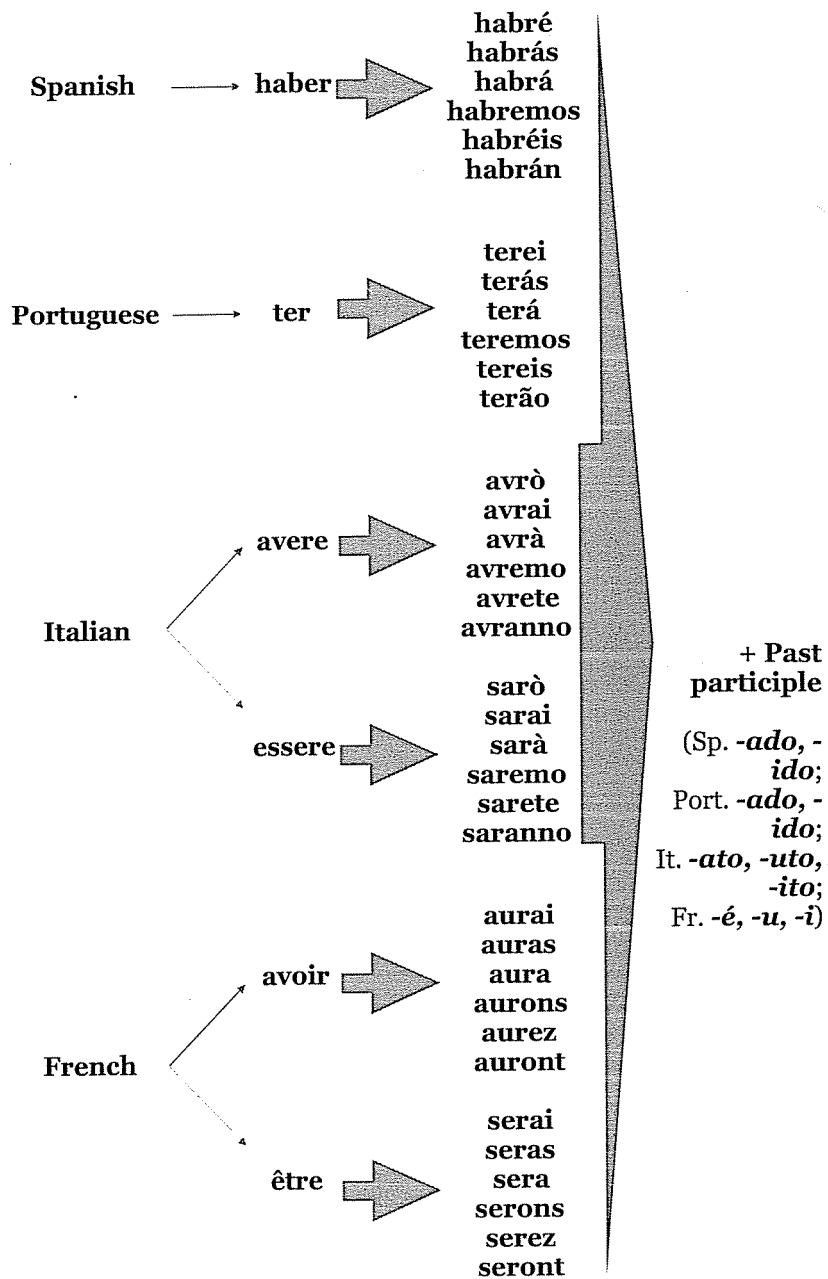 Spanish
haber
habré
habrás
habrá
habremos
habréis
habrán
Portuguese
ter
terei
terás
terá
teremos
tereis
terão
Italian
avere
avrò
avrai
avrà
avremo
avrete
avranno
essere
sarò
sarai
sarà
saremo
sarete
saranno
French
avoir
aurai
auras
aura
aurons
aurez
auront
être
serai
seras
sera
serons
serez
seront
+ Past
participle
(Sp. -ado, -
ido;
Port. -ado, -
ido;
It. -ato, -uto,
-ito;
Fr. -é, -u, -i)